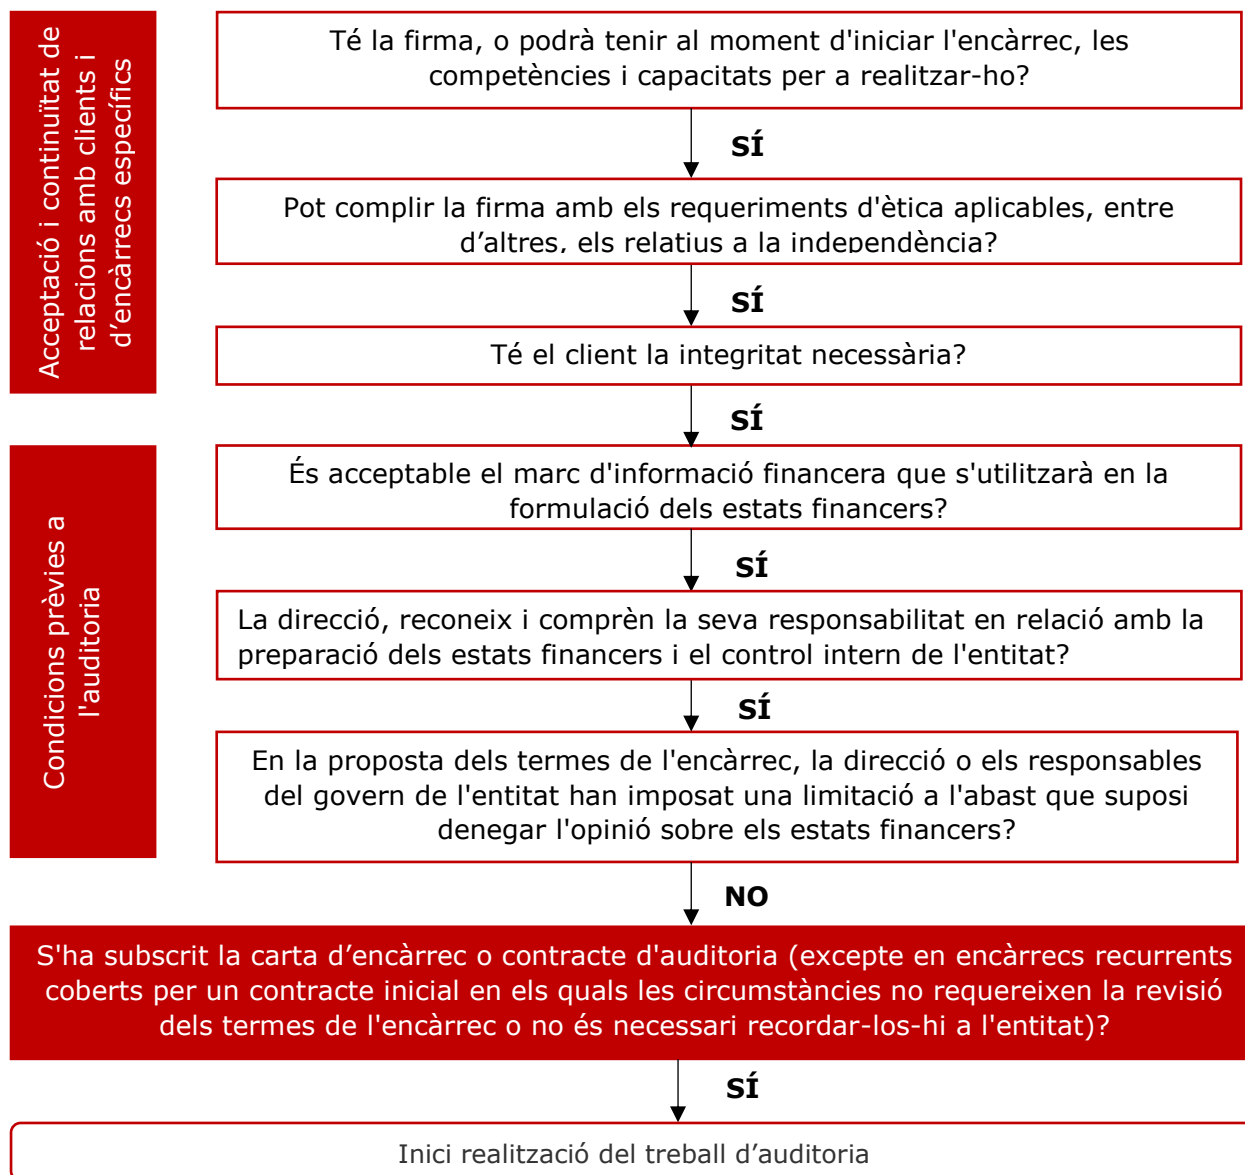 Acceptació i continuïtat de
relacions amb clients i
d’encàrrecs específics
Té la firma, o podrà tenir al moment d'iniciar l'encàrrec, les
competències i capacitats per a realitzar-ho?
SÍ
Pot complir la firma amb els requeriments d'ètica aplicables, entre
d’altres, els relatius a la independència?
SÍ
Té el client la integritat necessària?
SÍ
Condicions prèvies a
l'auditoria
És acceptable el marc d'informació financera que s'utilitzarà en la
formulació dels estats financers?
SÍ
La direcció, reconeix i comprèn la seva responsabilitat en relació amb la
preparació dels estats financers i el control intern de l'entitat?
SÍ
En la proposta dels termes de l'encàrrec, la direcció o els responsables
del govern de l'entitat han imposat una limitació a l'abast que suposi
denegar l'opinió sobre els estats financers?
NO
S'ha subscrit la carta d’encàrrec o contracte d'auditoria (excepte en encàrrecs recurrents
coberts per un contracte inicial en els quals les circumstàncies no requereixen la revisió
dels termes de l'encàrrec o no és necessari recordar-los-hi a l'entitat)?
SÍ
Inici realització del treball d’auditoria